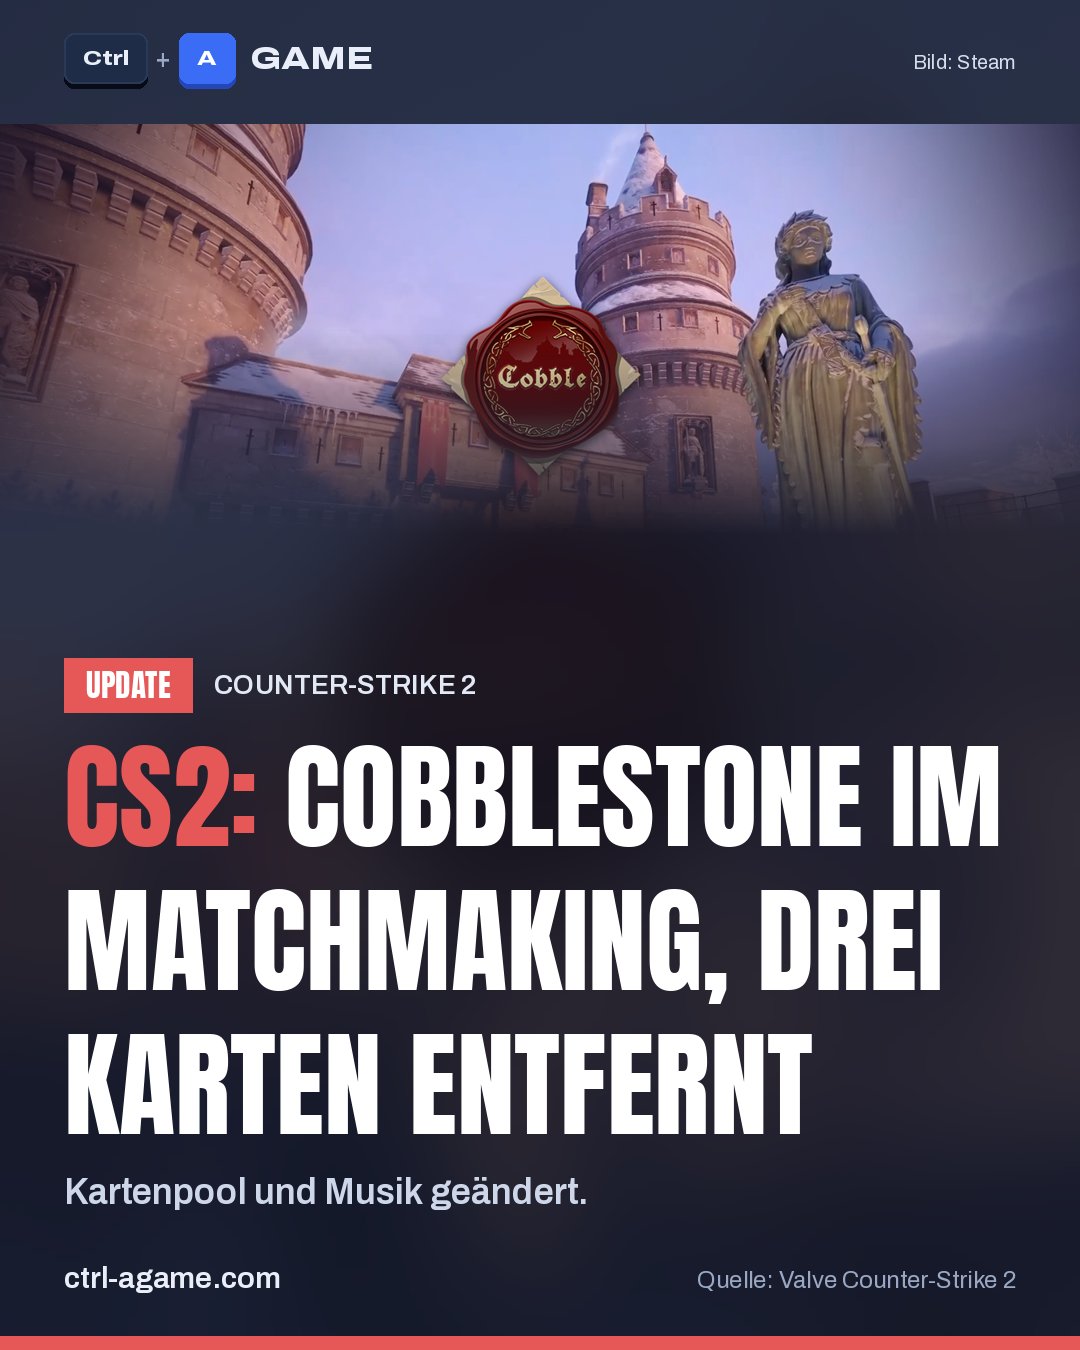 Ctrl + A GAME
Bild: Steam
Cobble
UPDATE COUNTER-STRIKE 2
CS2: COBBLESTONE IM
MATCHMAKING, DREI
KARTEN ENTFERNT
Kartenpool und Musik geändert.
ctrl-agame.com
Quelle: Valve Counter-Strike 2